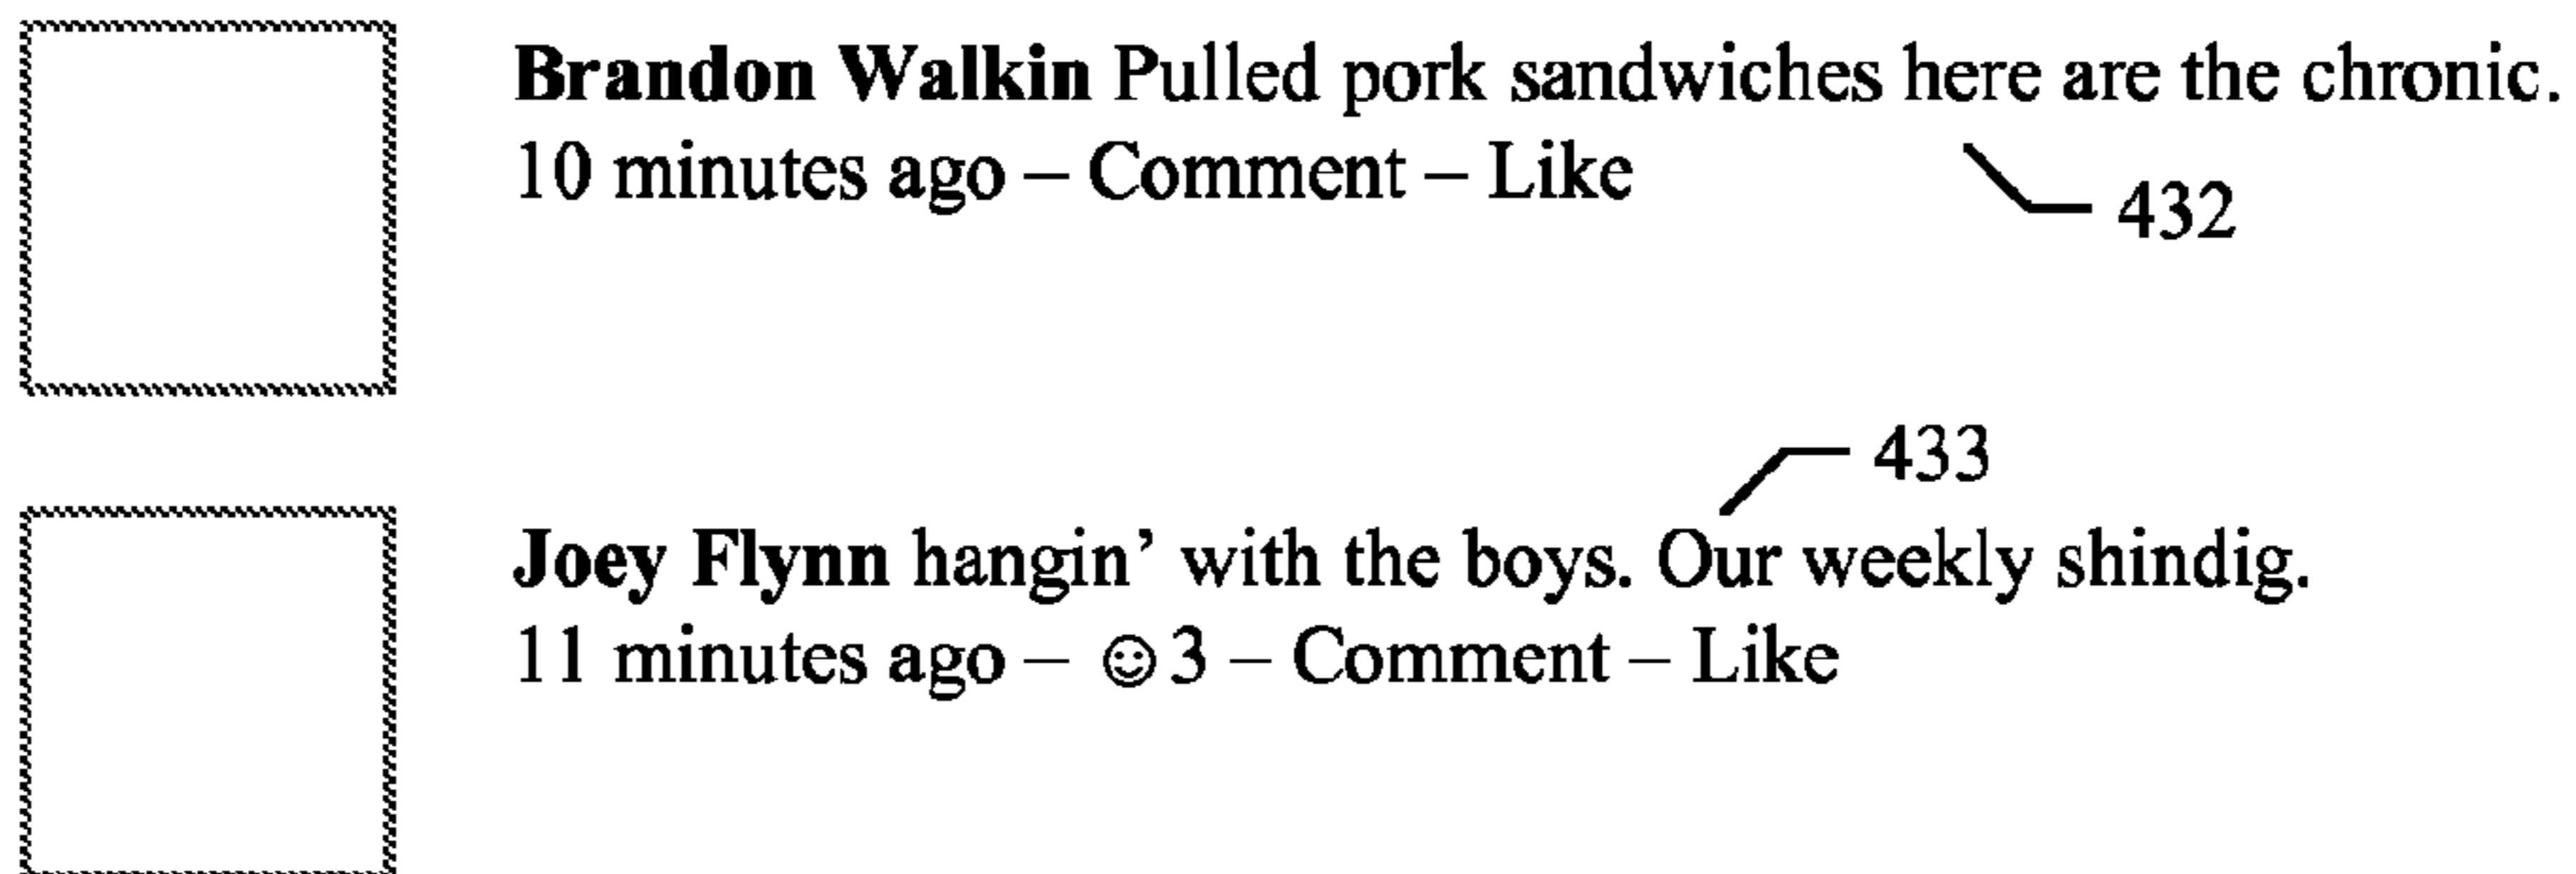 Brandon Walkin Pulled pork sandwiches here are the chronic.
10 minutes ago – Comment – Like
432
433
Joey Flynn hangin’ with the boys. Our weekly shindig.
11 minutes ago – ☺3 – Comment – Like